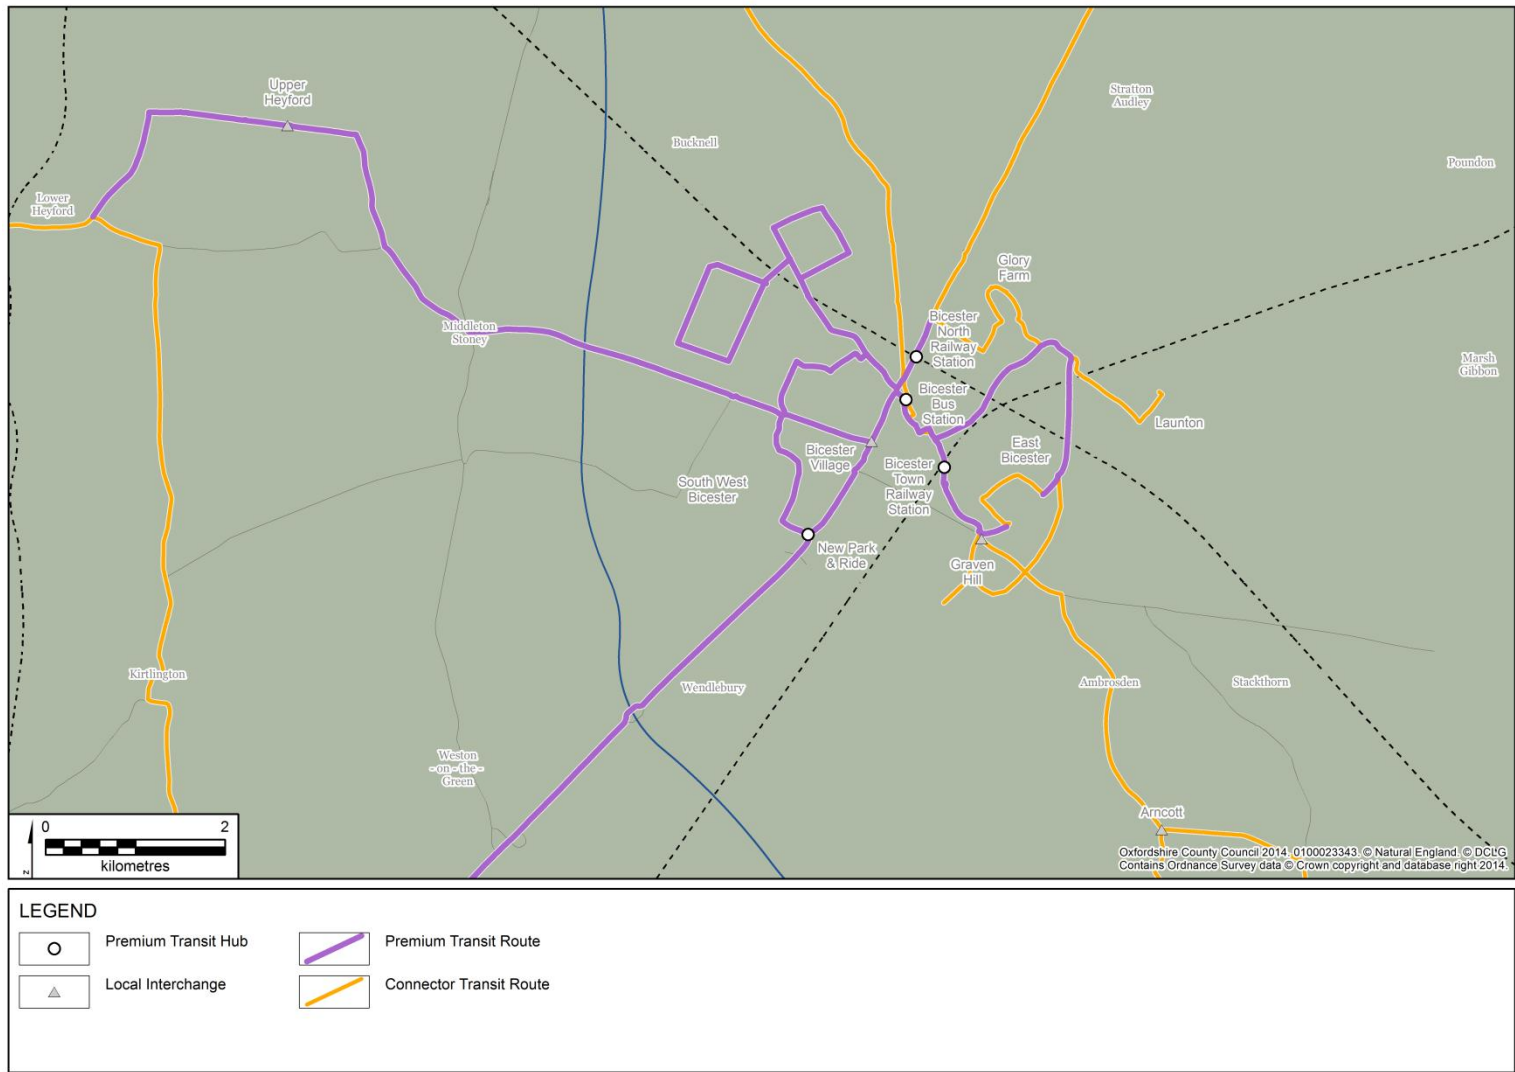 Upper
Heyford
Stratton
Audley
Bucknell
Poundon
Lower
Heyford
Glory
Farm
Middleton
Stoney
Bicester
North
Railway
Station
Marsh
Gibbon
Bicester
Bus
Station
Launton
Bicester
Village
East
Bicester
Bicester
Town
Railway
Station
South West
Bicester
New Park
& Ride
Graven
Hill
Kirtlington
Wendlebury
Ambrosden
Stackthorn
Weston
- on - the -
Green
Arncott
0 2
kilometres
z
Oxfordshire County Council 2014. 0100023343. © Natural England. © DCLG
Contains Ordnance Survey data © Crown copyright and database right 2014.
LEGEND
Premium Transit Hub Premium Transit Route
Local Interchange Connector Transit Route